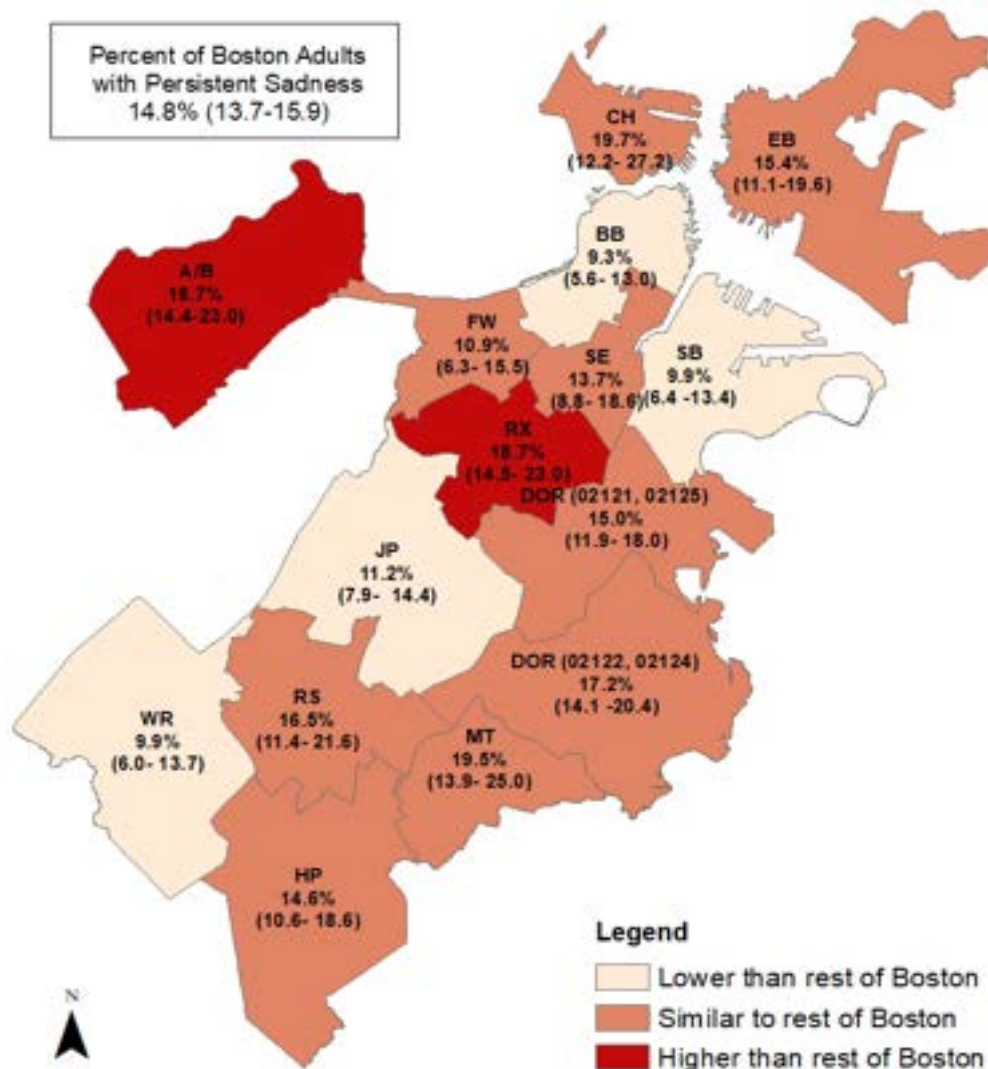 Percent of Boston Adults
with Persistent Sadness
14.8% (13.7-15.9)
CH
19.7%
(12.2- 27.2)
EB
15.4%
(11.1-19.6)
BB
9.3%
(5.6- 13.0)
A/B
18.7%
(14.4-23.0)
FW
10.9%
(6.3- 15.5)
SE
13.7%
(8.8- 18.6)
SB
9.9%
(6.4 -13.4)
RX
18.7%
(14.5- 23.0)
DOR (02121, 02125)
15.0%
(11.9- 18.0)
JP
11.2%
(7.9- 14.4)
DOR (02122, 02124)
17.2%
(14.1 -20.4)
RS
16.5%
(11.4- 21.6)
WR
9.9%
(6.0- 13.7)
MT
19.5%
(13.9- 25.0)
HP
14.6%
(10.6- 18.6)
N
Legend
Lower than rest of Boston
Similar to rest of Boston
Higher than rest of Boston